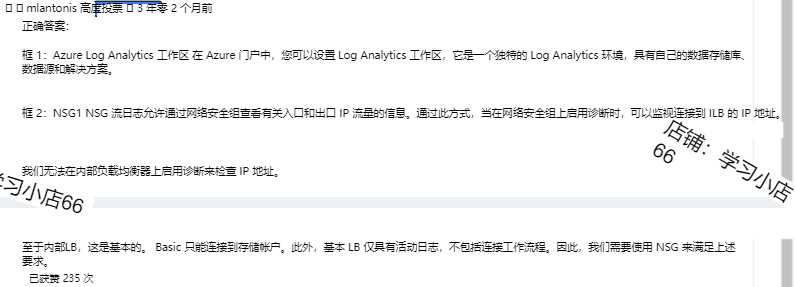 mlantonis 高度投票 3 年零 2 个月前
正确答案:
框 1：Azure Log Analytics 工作区 在 Azure 门户中，您可以设置 Log Analytics 工作区，它是一个独特的 Log Analytics 环境，具有自己的数据存储库、
数据源和解决方案。
框 2：NSG1 NSG 流日志允许通过网络安全组查看有关入口和出口 IP 流量的信息。通过此方式，当在网络安全组上启用诊断时，可以监视连接到 ILB 的 IP 地址。
店铺：学习小店
66
我们无法在内部负载均衡器上启用诊断来检查 IP 地址。
学习小店66
至于内部LB，这是基本的。 Basic 只能连接到存储帐户。此外，基本 LB 仅具有活动日志，不包括连接工作流程。因此，我们需要使用 NSG 来满足上述
要求。
已获赞 235 次